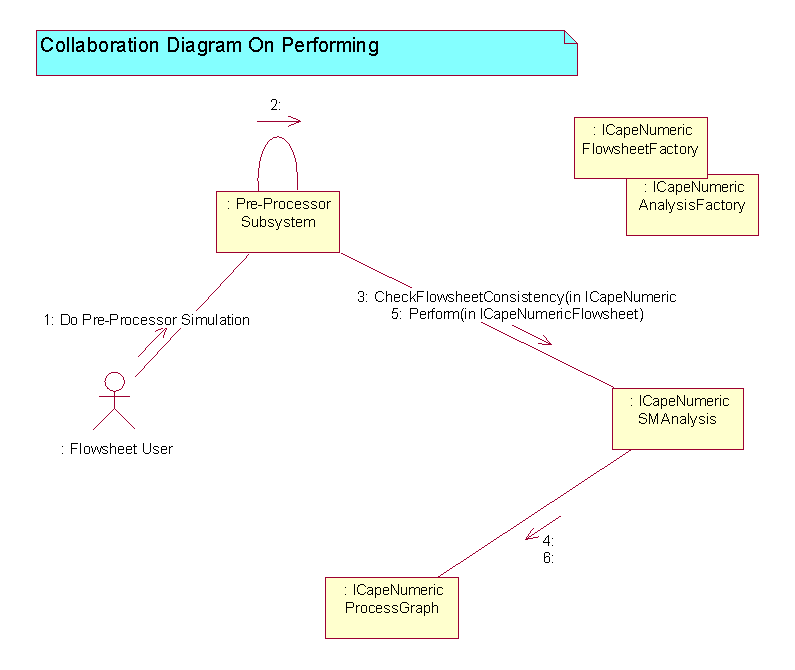 Collaboration Diagram On Performing
2:
: ICapeNumeric
FlowsheetFactory
: ICapeNumeric
AnalysisFactory
: Pre-Processor
Subsystem
3: CheckFlowsheetConsistency(in ICapeNumeric
5: Perform(in ICapeNumericFlowsheet)
1: Do Pre-Processor Simulation
: ICapeNumeric
SMAnalysis
: Flowsheet User
4:
6:
: ICapeNumeric
ProcessGraph